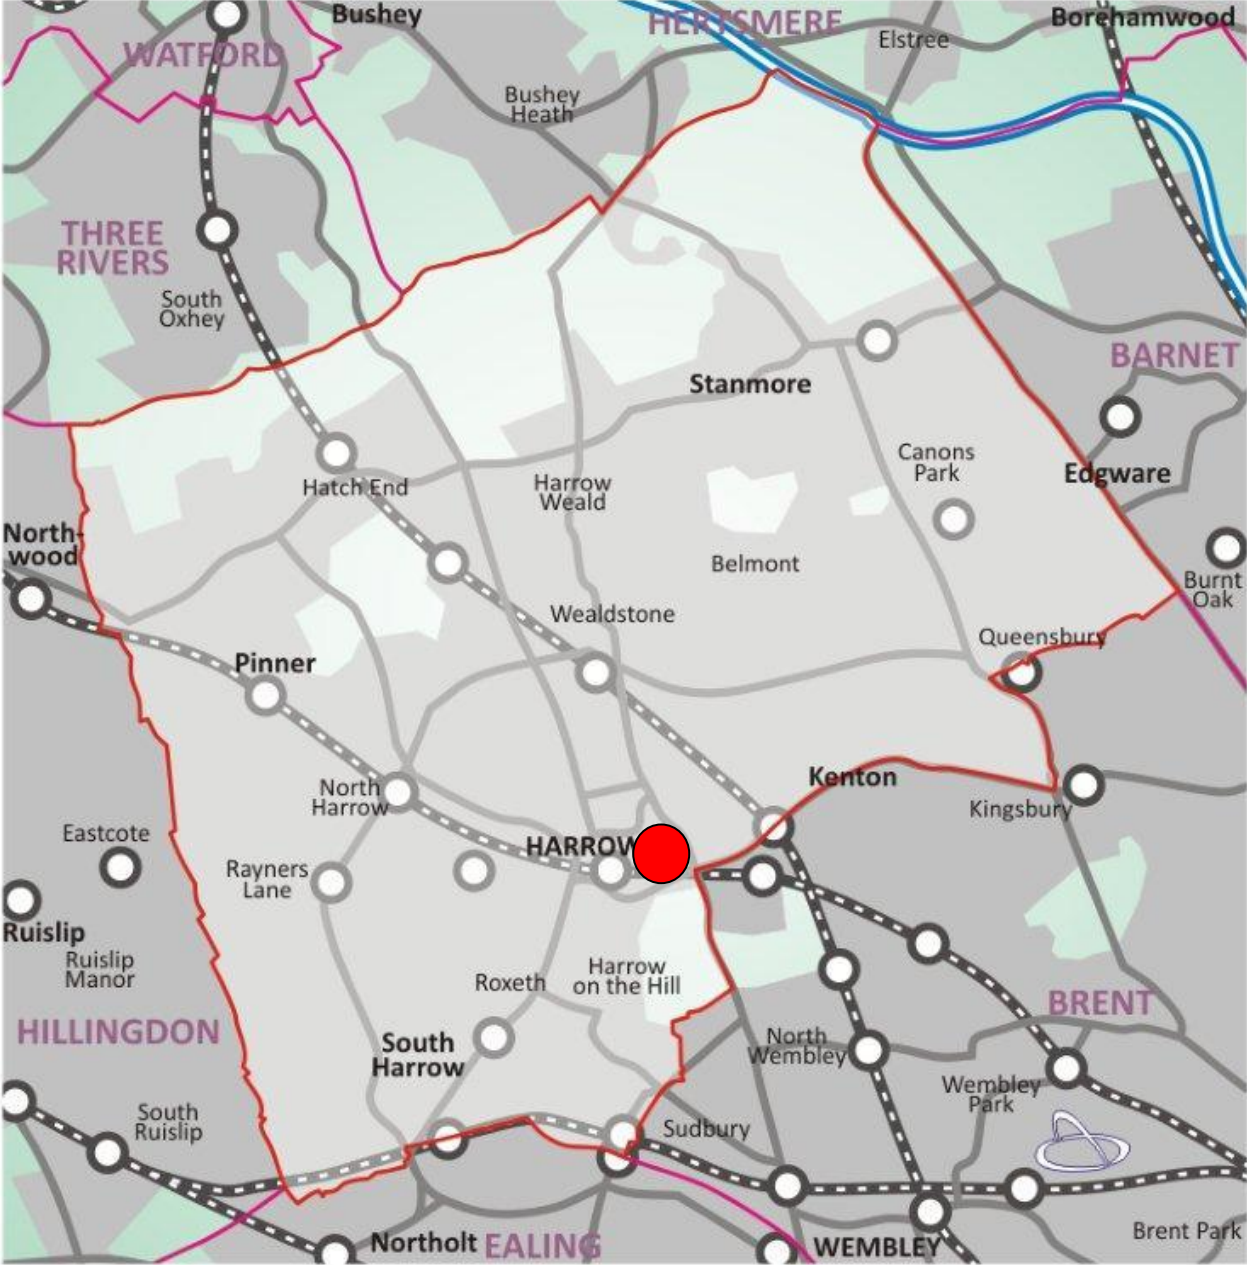 Bushey
HERTSMERE
Borehamwood
Elstree
WATFORD
Bushey
Heath
THREE
RIVERS
South
Oxhey
BARNET
Stanmore
Canons
Park
Edgware
Hatch End
Harrow
Weald
North-
wood
Belmont
Burnt
Oak
Wealdstone
Queensbury
Pinner
Kenton
North
Harrow
Kingsbury
Eastcote
HARROW
Rayners
Lane
Ruislip
Ruislip
Manor
Roxeth
Harrow
on the Hill
BRENT
HILLINGDON
South
Harrow
North
Wembley
Wembley
Park
South
Ruislip
Sudbury
Brent Park
Northolt
EALING
WEMBLEY